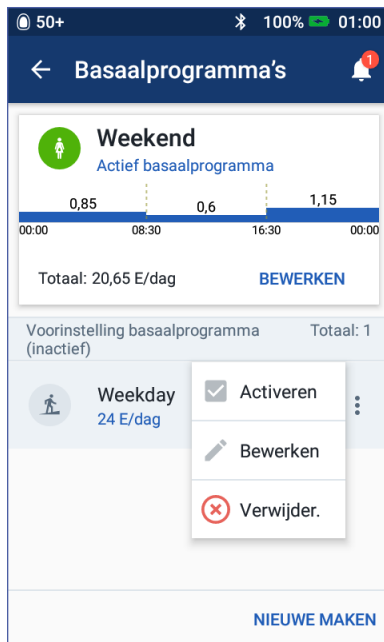 50+ 100% 01:00
Basaalprogramma's 1
Weekend
Actief basaalprogramma
0,85 0,6 1,15
00:00 08:30 16:30 00:00
Totaal: 20,65 E/dag BEWERKEN
Voorinstelling basaalprogramma Totaal: 1
(inactief)
Weekday Activeren
24 E/dag
Bewerken
Verwijder.
NIEUWE MAKEN